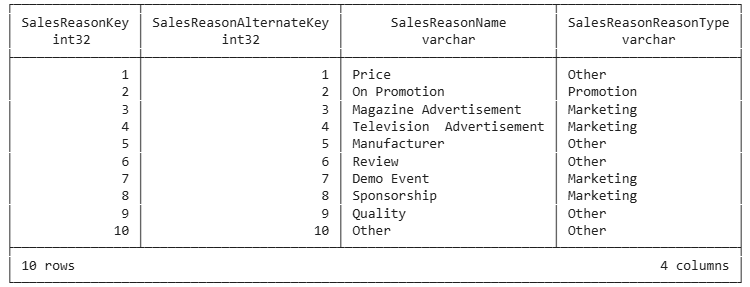 SalesReasonKey SalesReasonAlternateKey SalesReasonName SalesReasonReasonType
int32 int32 varchar varchar
1 1 Price Other
2 2 On Promotion Promotion
3 3 Magazine Advertisement Marketing
4 4 Television  Advertisement Marketing
5 5 Manufacturer Other
6 6 Review Other
7 7 Demo Event Marketing
8 8 Sponsorship Marketing
9 9 Quality Other
10 10 Other Other
10 rows 4 columns